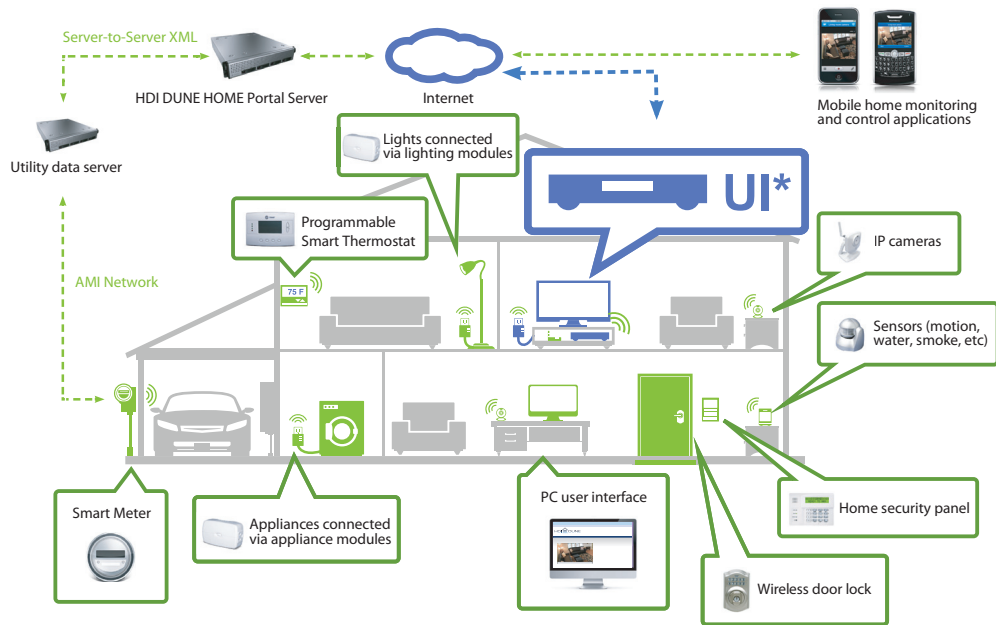 Server-to-Server XML
HDI DUNE HOME Portal Server
Internet
Mobile home monitoring
and control applications
Utility data server
Lights connected
via lighting modules
UI*
Programmable
Smart Thermostat
IP cameras
AMI Network
75 F
Sensors (motion,
water, smoke, etc)
Smart Meter
Appliances connected
via appliance modules
PC user interface
HDI DUNE
Home security panel
Wireless door lock